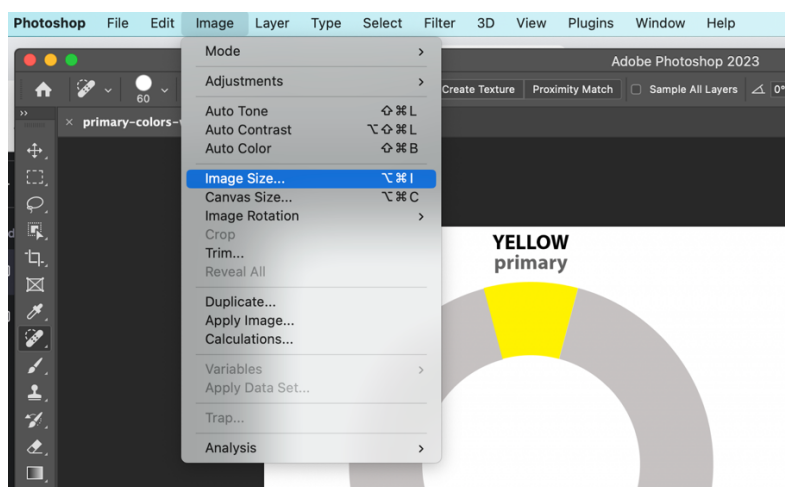 Photoshop File Edit Image Layer Type Select Filter 3D View Plugins Window Help
Adobe Photoshop 2023
60 Create Texture Proximity Match Sample All Layers 0°
× primary-colors-
Mode
Adjustments
Auto Tone ⇧⌘L
Auto Contrast ⌥⇧⌘L
Auto Color ⇧⌘B
Image Size... ⌥⌘I
Canvas Size... ⌥⌘C
Image Rotation
Crop
Trim...
Reveal All
Duplicate...
Apply Image...
Calculations...
Variables
Apply Data Set...
Trap...
Analysis
YELLOW
primary